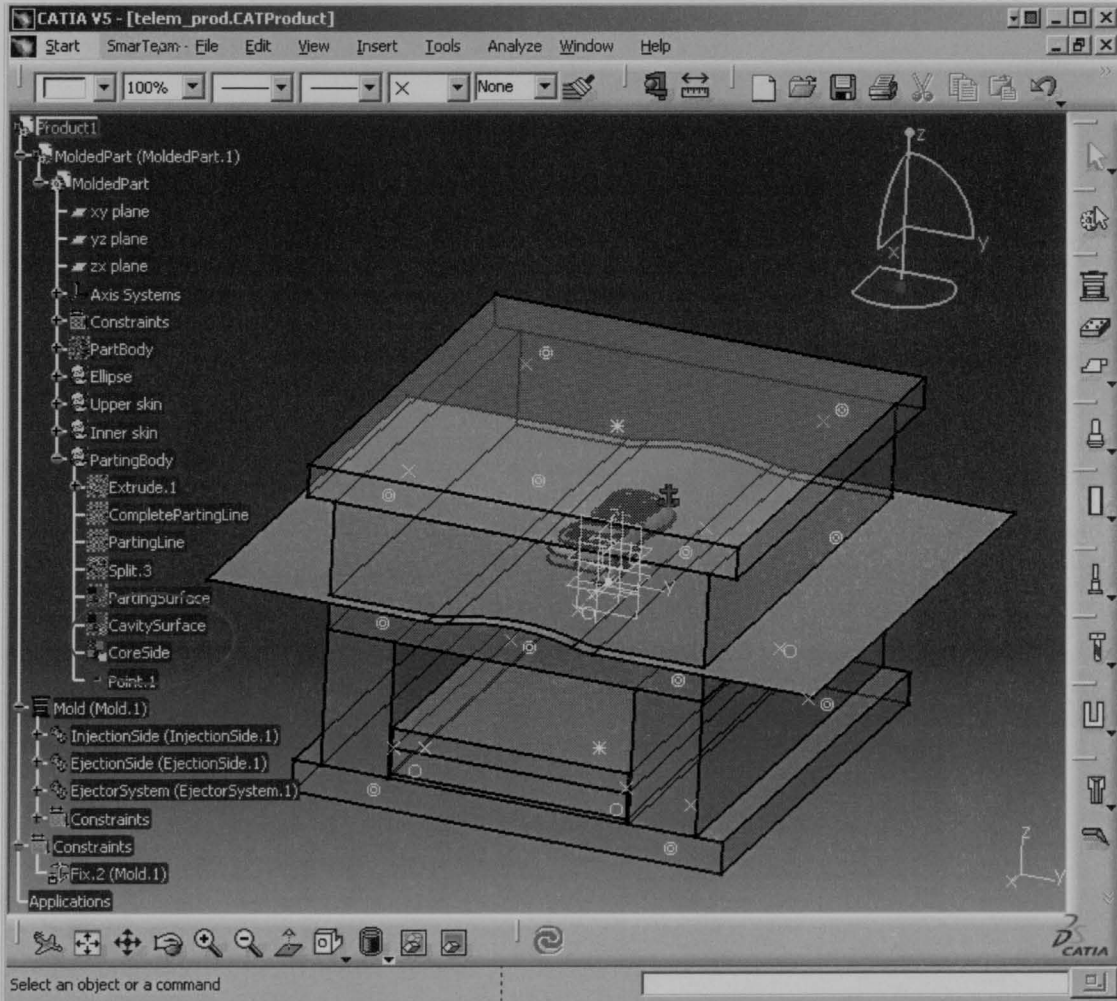 CATIA V5 - [telem_prod.CATProduct]
Start SmarTeam - File Edit View Insert Tools Analyze Window Help
100% None
Product1
MoldedPart (MoldedPart.1)
MoldedPart
xy plane
yz plane
zx plane
Axis Systems
Constraints
PartBody
Ellipse
Upper skin
Inner skin
PartingBody
Extrude.1
CompletePartingLine
PartingLine
Split.3
PartingSurface
CavitySurface
CoreSide
Point.1
Mold (Mold.1)
InjectionSide (InjectionSide.1)
EjectionSide (EjectionSide.1)
EjectorSystem (EjectorSystem.1)
Constraints
Constraints
Fix.2 (Mold.1)
Applications
z
y
x
y
z
x y
CATIA
Select an object or a command